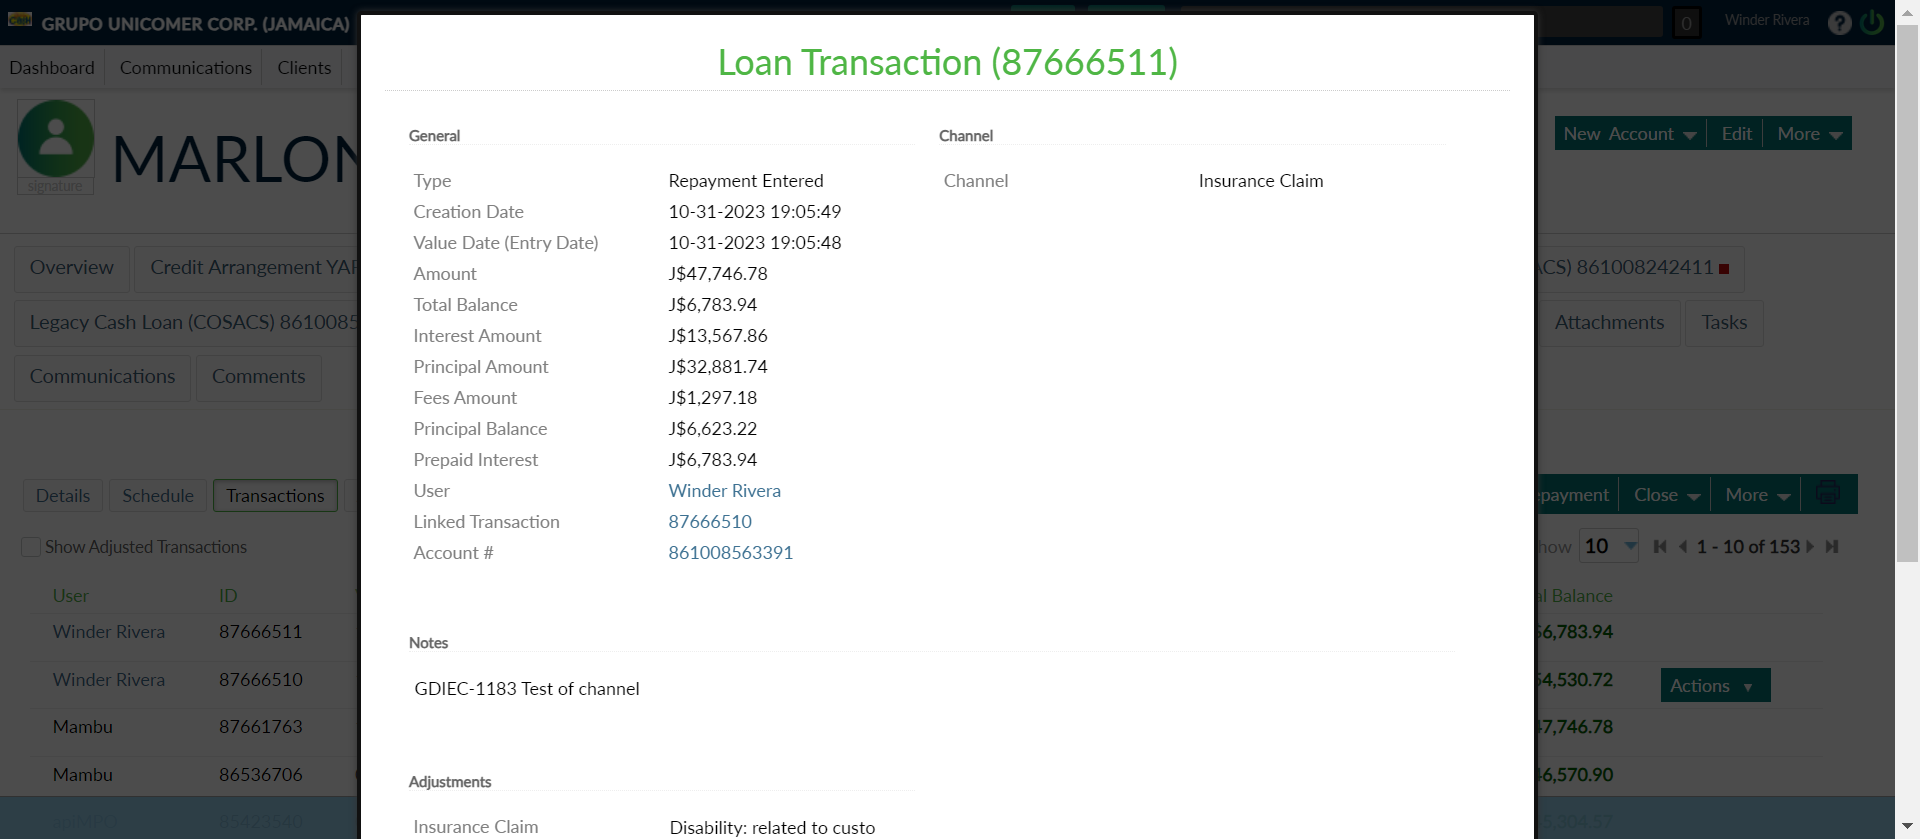 GRUPO UNICOMER CORP. (JAMAICA)
0
Winder Rivera
?
Dashboard
Communications
Clients
Loan Transaction (87666511)
signature
MARLON
New Account
Edit
More
General
Channel
Type
Repayment Entered
Channel
Insurance Claim
Creation Date
10-31-2023 19:05:49
Value Date (Entry Date)
10-31-2023 19:05:48
Overview
Credit Arrangement
861008242411
Amount
J$47,746.78
Total Balance
J$6,783.94
Legacy Cash Loan (COSACS) 8610085
Attachments
Tasks
Interest Amount
J$13,567.86
Principal Amount
J$32,881.74
Communications
Comments
Fees Amount
J$1,297.18
Principal Balance
J$6,623.22
Prepaid Interest
J$6,783.94
Details
Schedule
Transactions
User
Winder Rivera
payment
Close
More
Linked Transaction
87666510
Show Adjusted Transactions
Account #
861008563391
how
10
1 - 10 of 153
User
ID
al Balance
Winder Rivera
87666511
6,783.94
Notes
Winder Rivera
87666510
GDIEC-1183 Test of channel
4,530.72
Actions
Mambu
87661763
7,746.78
Mambu
86536706
6,570.90
Adjustments
85423540
5,304.57
Insurance Claim
Disability: related to custo